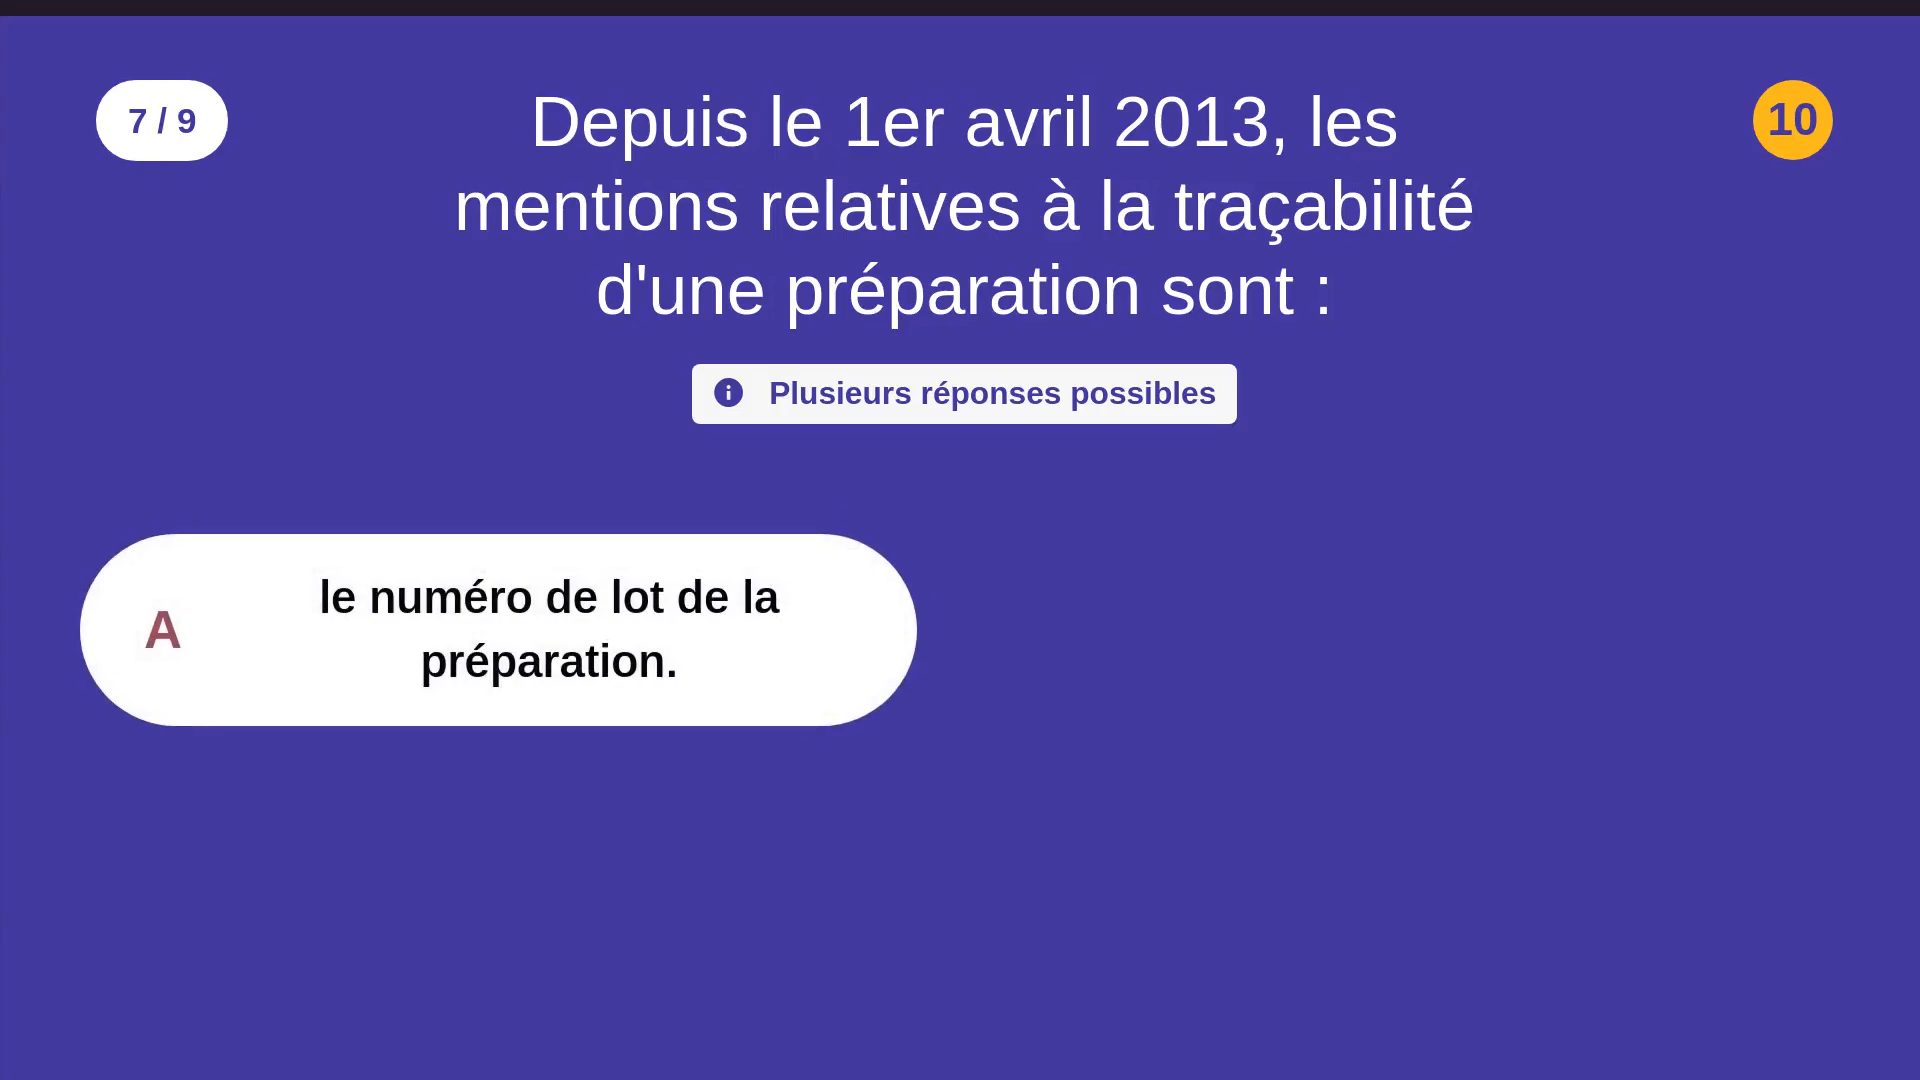 7 / 9
Depuis le 1er avril 2013, les
mentions relatives à la traçabilité
d'une préparation sont :
10
Plusieurs réponses possibles
A
le numéro de lot de la
préparation.